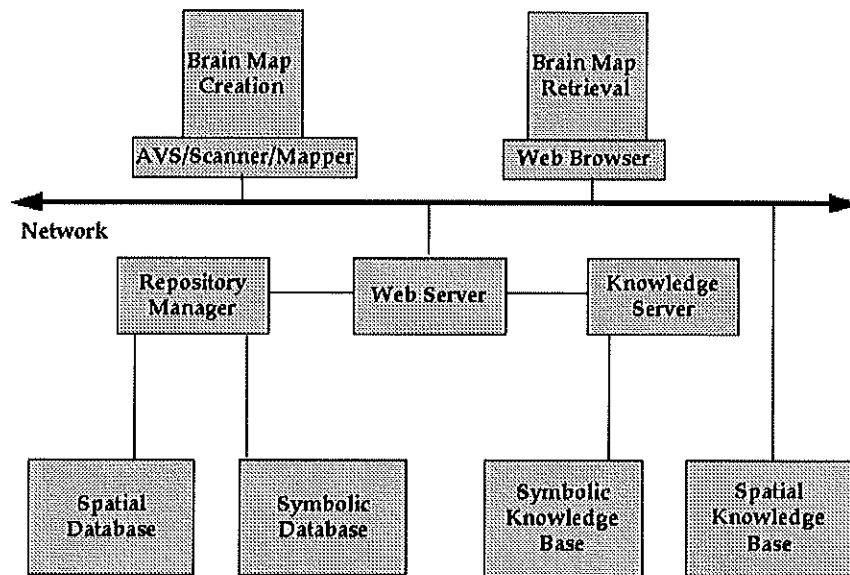 Brain Map
Creation
Brain Map
Retrieval
AVS/Scanner/Mapper
Web Browser
Network
Repository
Manager
Web Server
Knowledge
Server
Spatial
Database
Symbolic
Database
Symbolic
Knowledge
Base
Spatial
Knowledge
Base